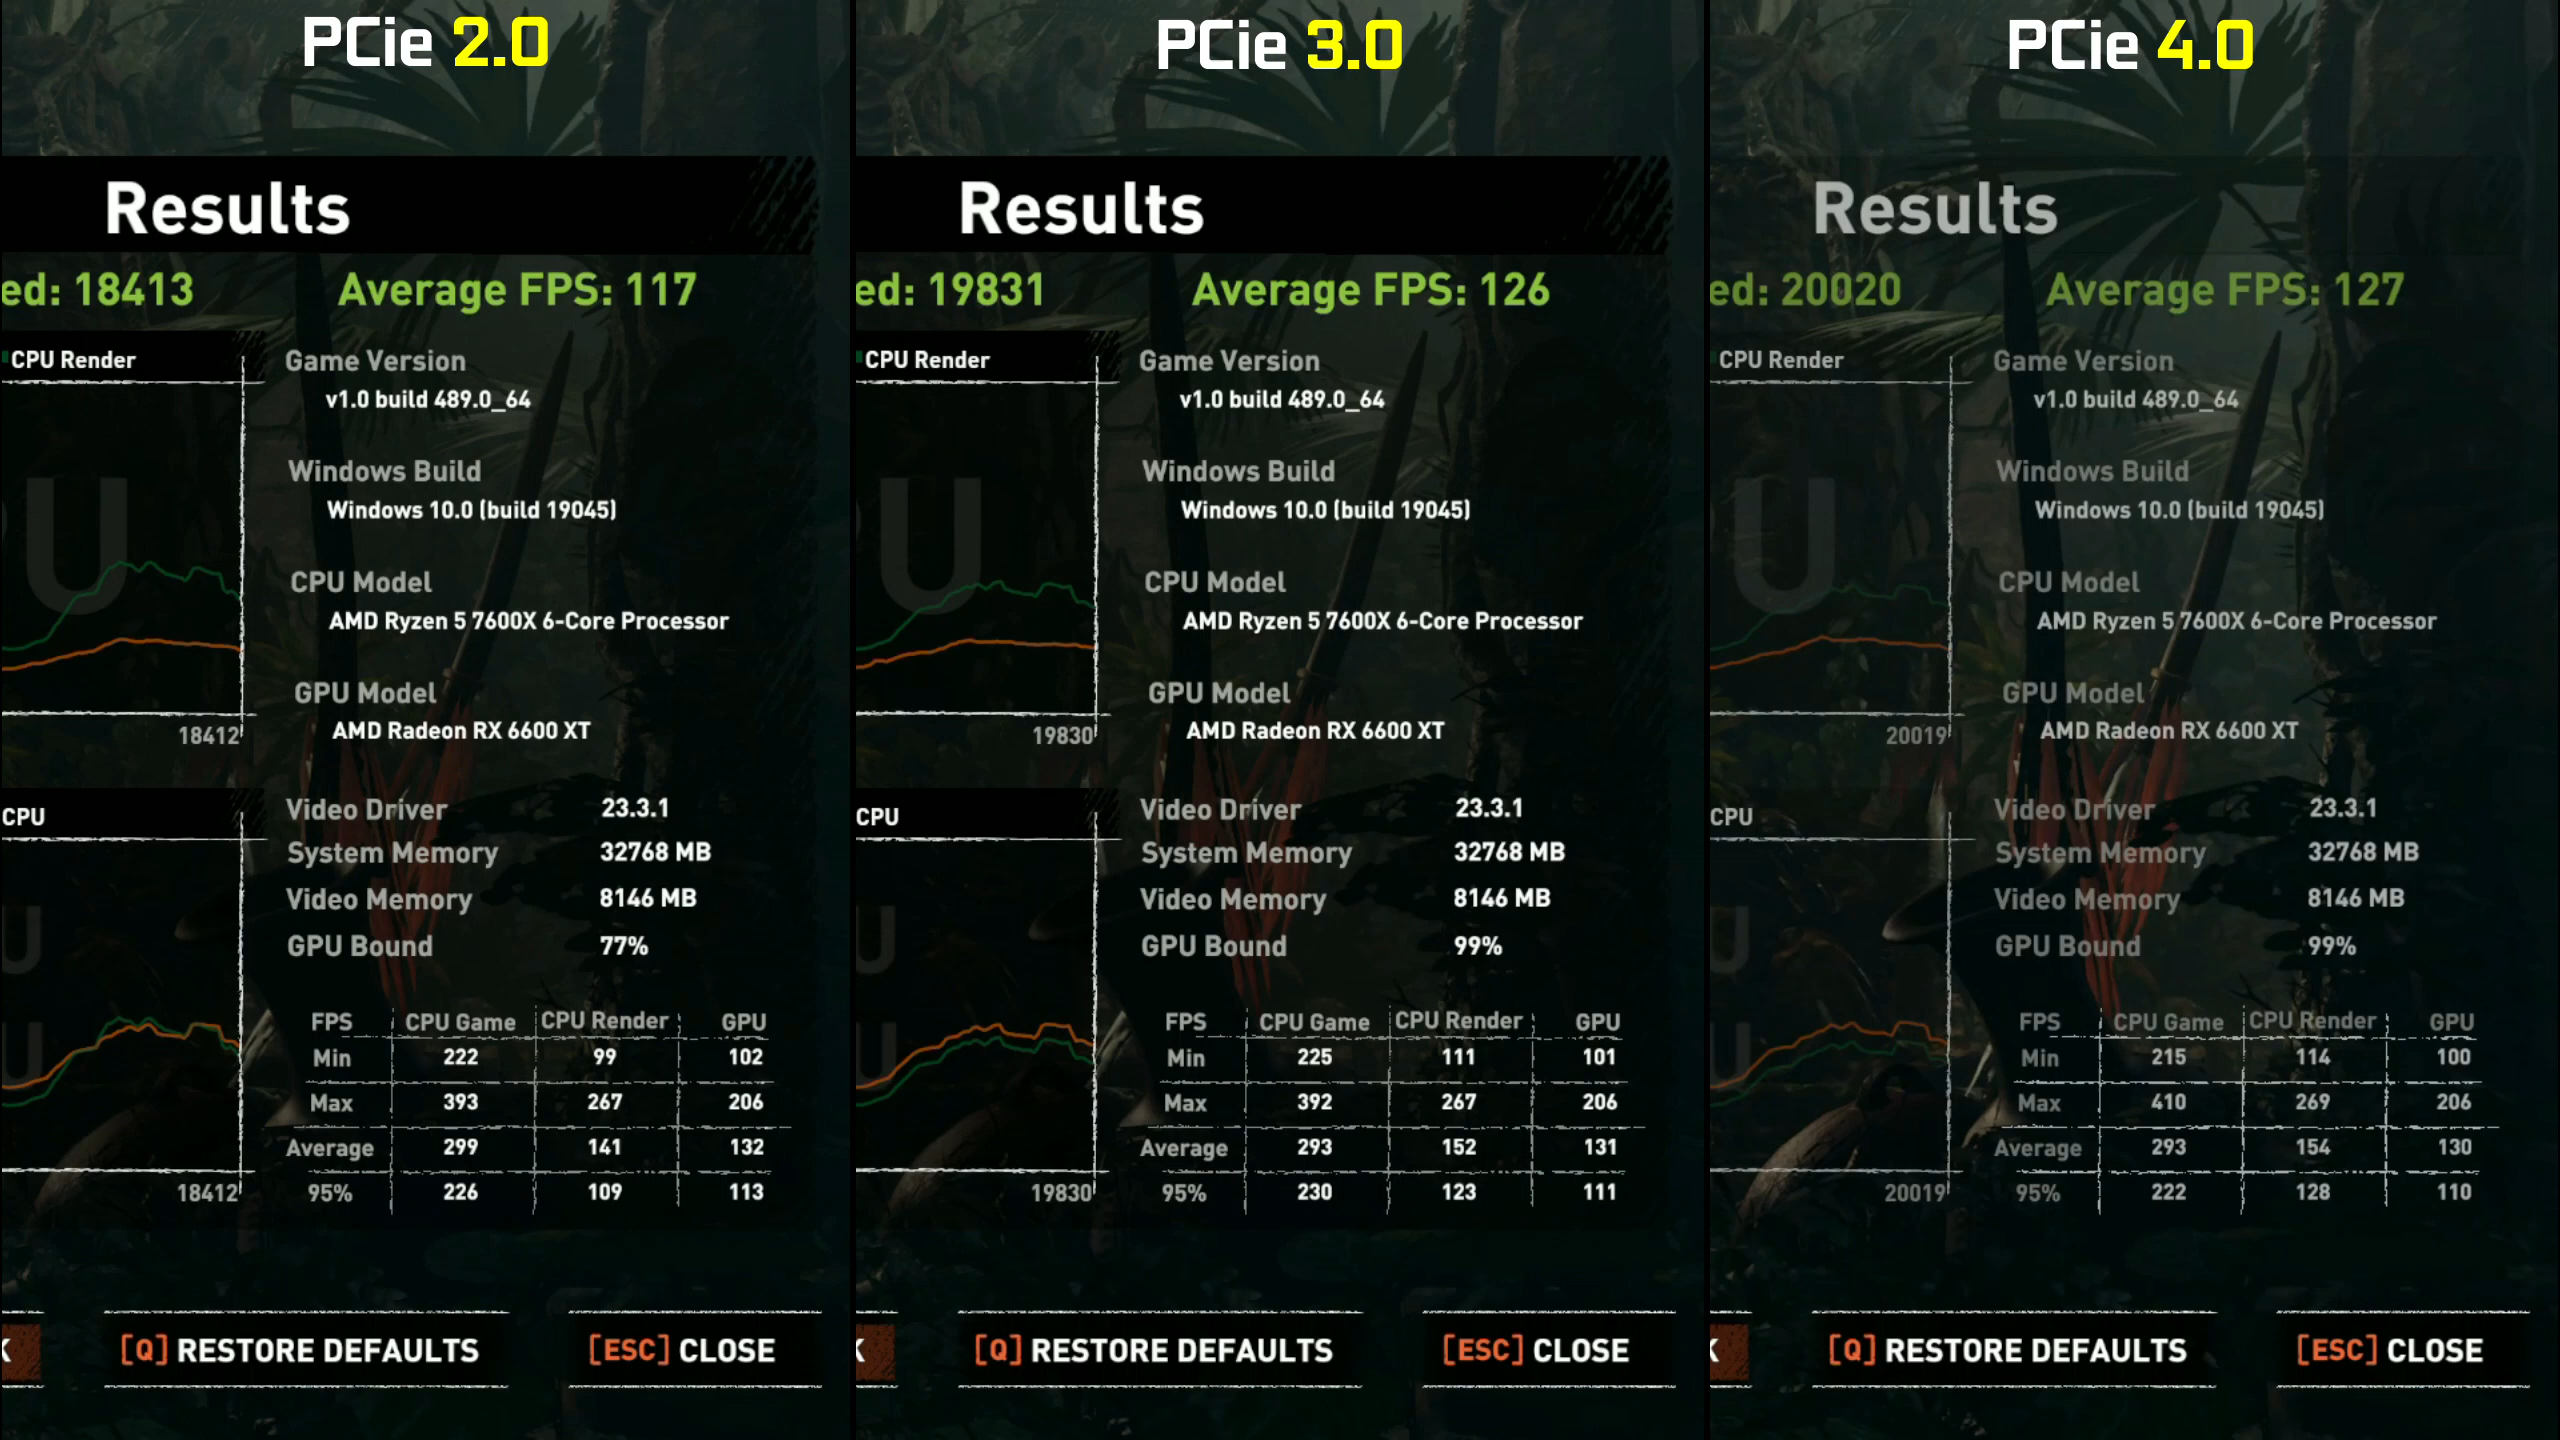 PCie 2.0
Results
ed: 18413 Average FPS: 117
CPU Render
Game Version
v1.0 build 489.0_64
Windows Build
Windows 10.0 (build 19045)
CPU Model
AMD Ryzen 5 7600X 6-Core Processor
GPU Model
AMD Radeon RX 6600 XT
18412
CPU
Video Driver 23.3.1
System Memory 32768 MB
Video Memory 8146 MB
GPU Bound 77%
FPS CPU Game CPU Render GPU
Min 222 99 102
Max 393 267 206
Average 299 141 132
95% 226 109 113
18412
[Q] RESTORE DEFAULTS [ESC] CLOSE
PCie 3.0
Results
ed: 19831 Average FPS: 126
CPU Render
Game Version
v1.0 build 489.0_64
Windows Build
Windows 10.0 (build 19045)
CPU Model
AMD Ryzen 5 7600X 6-Core Processor
GPU Model
AMD Radeon RX 6600 XT
19830
CPU
Video Driver 23.3.1
System Memory 32768 MB
Video Memory 8146 MB
GPU Bound 99%
FPS CPU Game CPU Render GPU
Min 225 111 101
Max 392 267 206
Average 293 152 131
95% 230 123 111
19830
[Q] RESTORE DEFAULTS [ESC] CLOSE
PCie 4.0
Results
ed: 20020 Average FPS: 127
CPU Render
Game Version
v1.0 build 489.0_64
Windows Build
Windows 10.0 (build 19045)
CPU Model
AMD Ryzen 5 7600X 6-Core Processor
GPU Model
AMD Radeon RX 6600 XT
20019
CPU
Video Driver 23.3.1
System Memory 32768 MB
Video Memory 8146 MB
GPU Bound 99%
FPS CPU Game CPU Render GPU
Min 215 114 100
Max 410 269 206
Average 293 154 130
95% 222 128 110
20019
[Q] RESTORE DEFAULTS [ESC] CLOSE